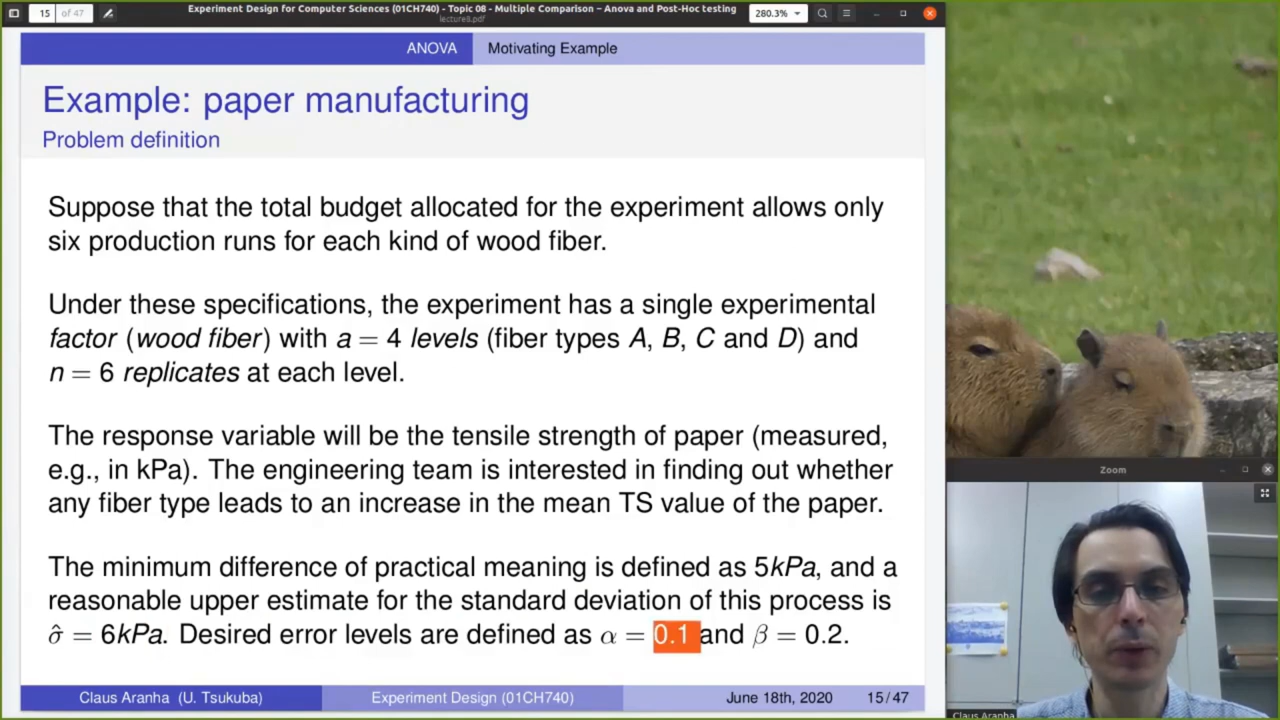 15 of 47
Experiment Design for Computer Sciences (01CH740) - Topic 08 - Multiple Comparison – Anova and Post-Hoc testing
lecture8.pdf
280.3%
ANOVA Motivating Example
Example: paper manufacturing
Problem definition
Suppose that the total budget allocated for the experiment allows only
six production runs for each kind of wood fiber.
Under these specifications, the experiment has a single experimental
factor (wood fiber) with a = 4 levels (fiber types A, B, C and D) and
n = 6 replicates at each level.
The response variable will be the tensile strength of paper (measured,
e.g., in kPa). The engineering team is interested in finding out whether
any fiber type leads to an increase in the mean TS value of the paper.
The minimum difference of practical meaning is defined as 5kPa, and a
reasonable upper estimate for the standard deviation of this process is
σ̂ = 6kPa. Desired error levels are defined as α = 0.1 and β = 0.2.
Claus Aranha (U. Tsukuba) Experiment Design (01CH740) June 18th, 2020 15/47
Zoom
Claus Aranha